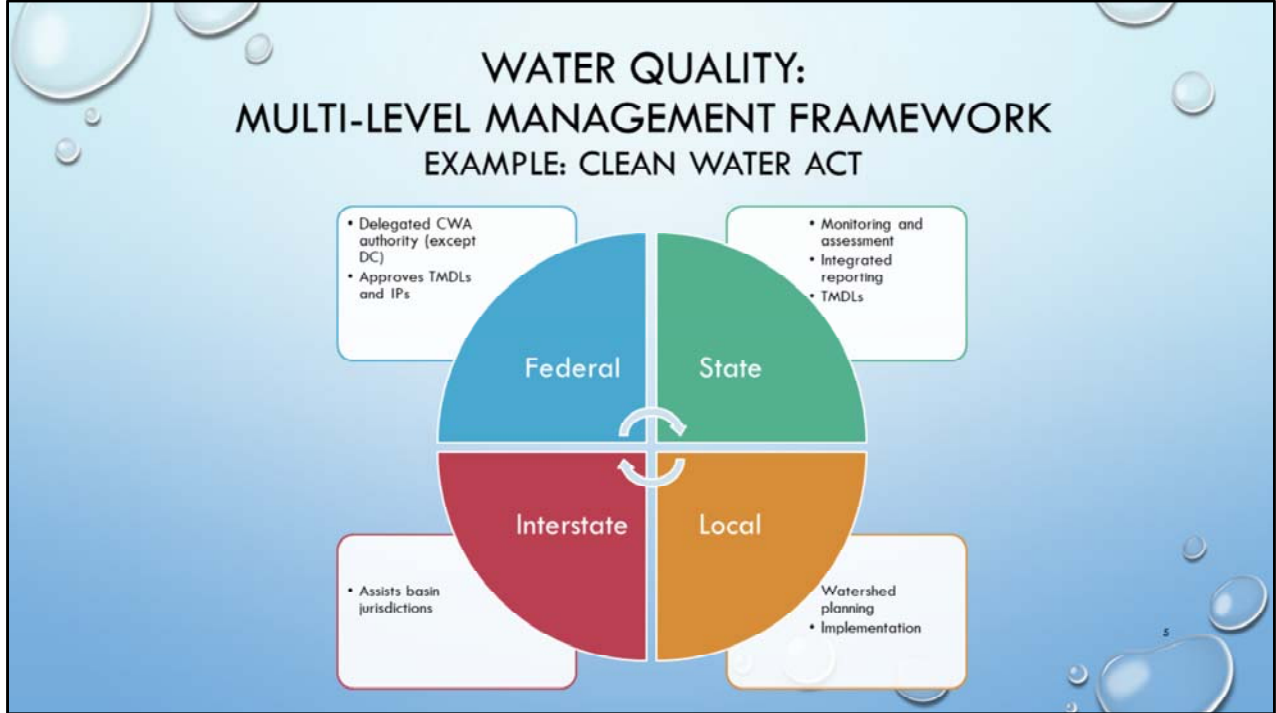 WATER QUALITY:
MULTI-LEVEL MANAGEMENT FRAMEWORK
EXAMPLE: CLEAN WATER ACT
• Delegated CWA
authority (except
DC)
• Approves TMDLs
and IPs
• Monitoring and
assessment
• Integrated
reporting
• TMDLs
Federal
State
Interstate
Local
• Assists basin
jurisdictions
Watershed
planning
• Implementation
5